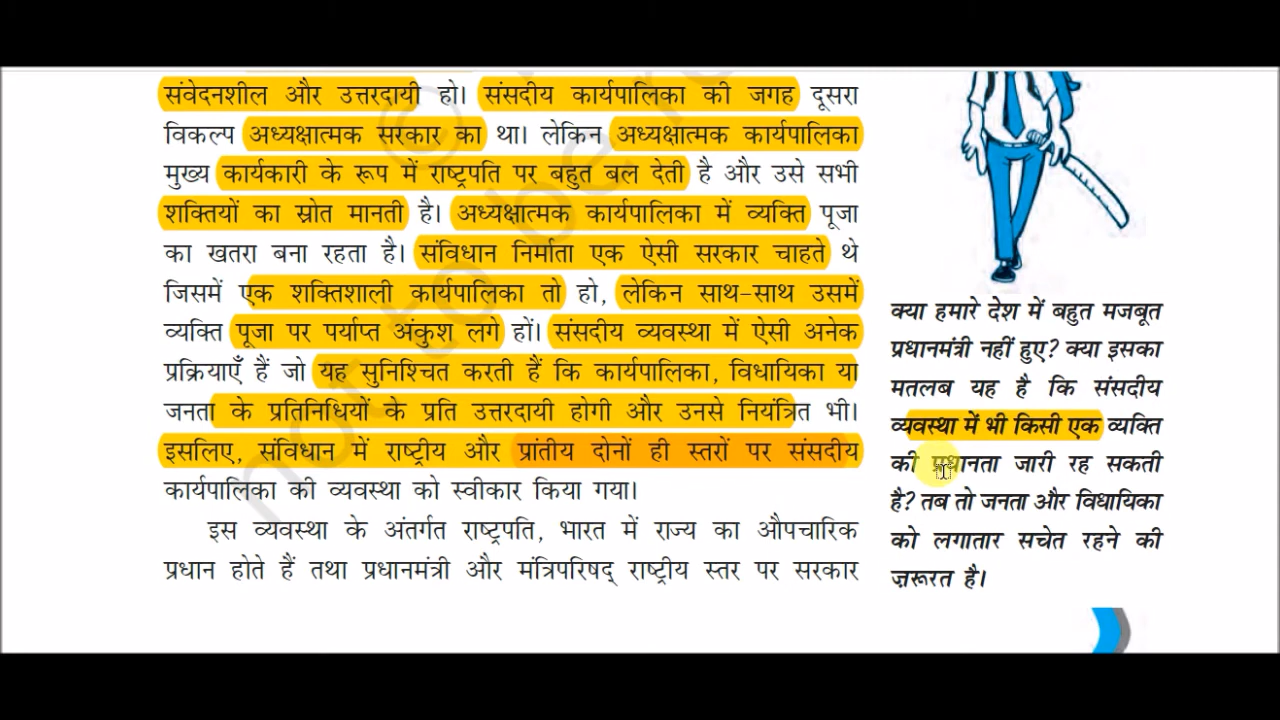 संवेदनशील और उत्तरदायी हो। संसदीय कार्यपालिका की जगह दूसरा
विकल्प अध्यक्षात्मक सरकार का था। लेकिन अध्यक्षात्मक कार्यपालिका
मुख्य कार्यकारी के रूप में राष्ट्रपति पर बहुत बल देती है और उसे सभी
शक्तियों का स्रोत मानती है। अध्यक्षात्मक कार्यपालिका में व्यक्ति पूजा
का खतरा बना रहता है। संविधान निर्माता एक ऐसी सरकार चाहते थे
जिसमें एक शक्तिशाली कार्यपालिका तो हो, लेकिन साथ-साथ उसमें
व्यक्ति पूजा पर पर्याप्त अंकुश लगे हों। संसदीय व्यवस्था में ऐसी अनेक
प्रक्रियाएँ हैं जो यह सुनिश्चित करती हैं कि कार्यपालिका, विधायिका या
जनता के प्रतिनिधियों के प्रति उत्तरदायी होगी और उनसे नियंत्रित भी।
इसलिए, संविधान में राष्ट्रीय और प्रांतीय दोनों ही स्तरों पर संसदीय
कार्यपालिका की व्यवस्था को स्वीकार किया गया।
इस व्यवस्था के अंतर्गत राष्ट्रपति, भारत में राज्य का औपचारिक
प्रधान होते हैं तथा प्रधानमंत्री और मंत्रिपरिषद् राष्ट्रीय स्तर पर सरकार
क्या हमारे देश में बहुत मजबूत
प्रधानमंत्री नहीं हुए? क्या इसका
मतलब यह है कि संसदीय
व्यवस्था में भी किसी एक व्यक्ति
की प्रधानता जारी रह सकती
है? तब तो जनता और विधायिका
को लगातार सचेत रहने की
ज़रूरत है।
not to be re